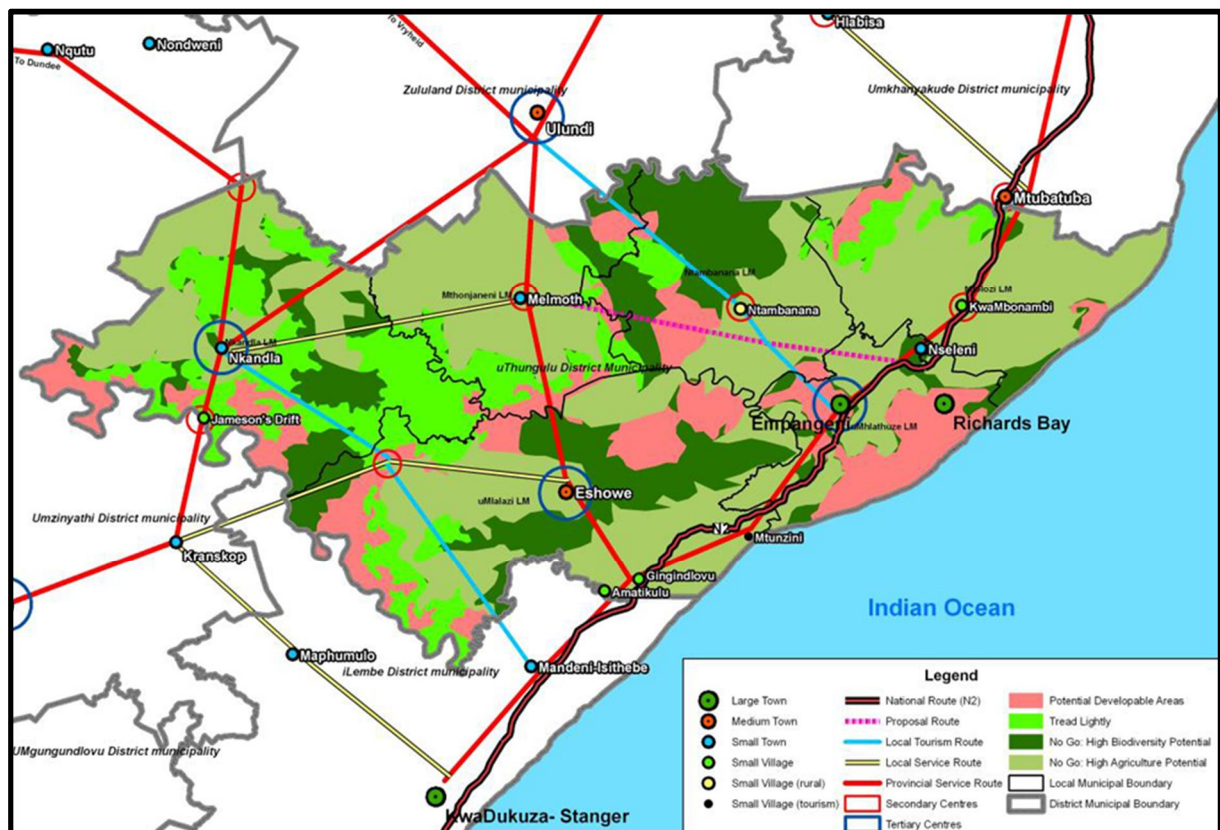 Hlabisa
Nqutu
Nondweni
To Dundee
To Vryheid
Zululand District municipality
Umkhanyakude District municipality
Ulundi
Mtubatuba
Ntambanana LM
Mthonjaneni LM
Melmoth
Ntambanana
KwaMbonambi
Nkandla LM
Nkandla
Nseleni
uThungulu District Municipality
Jameson's Drift
Empangeni
uMhlathuze LM
Richards Bay
Eshowe
uMlalazi LM
Umzinyathi District municipality
N2
Mtunzini
Kranskop
Gingindlovu
Amatikulu
Indian Ocean
Maphumulo
iLembe District municipality
Mandeni-Isithebe
UMgungundlovu District municipality
KwaDukuza- Stanger
Legend
Large Town
Medium Town
Small Town
Small Village
Small Village (rural)
Small Village (tourism)
National Route (N2)
Proposal Route
Local Tourism Route
Local Service Route
Provincial Service Route
Secondary Centres
Tertiary Centres
Potential Developable Areas
Tread Lightly
No Go: High Biodiversity Potential
No Go: High Agriculture Potential
Local Municipal Boundary
District Municipal Boundary